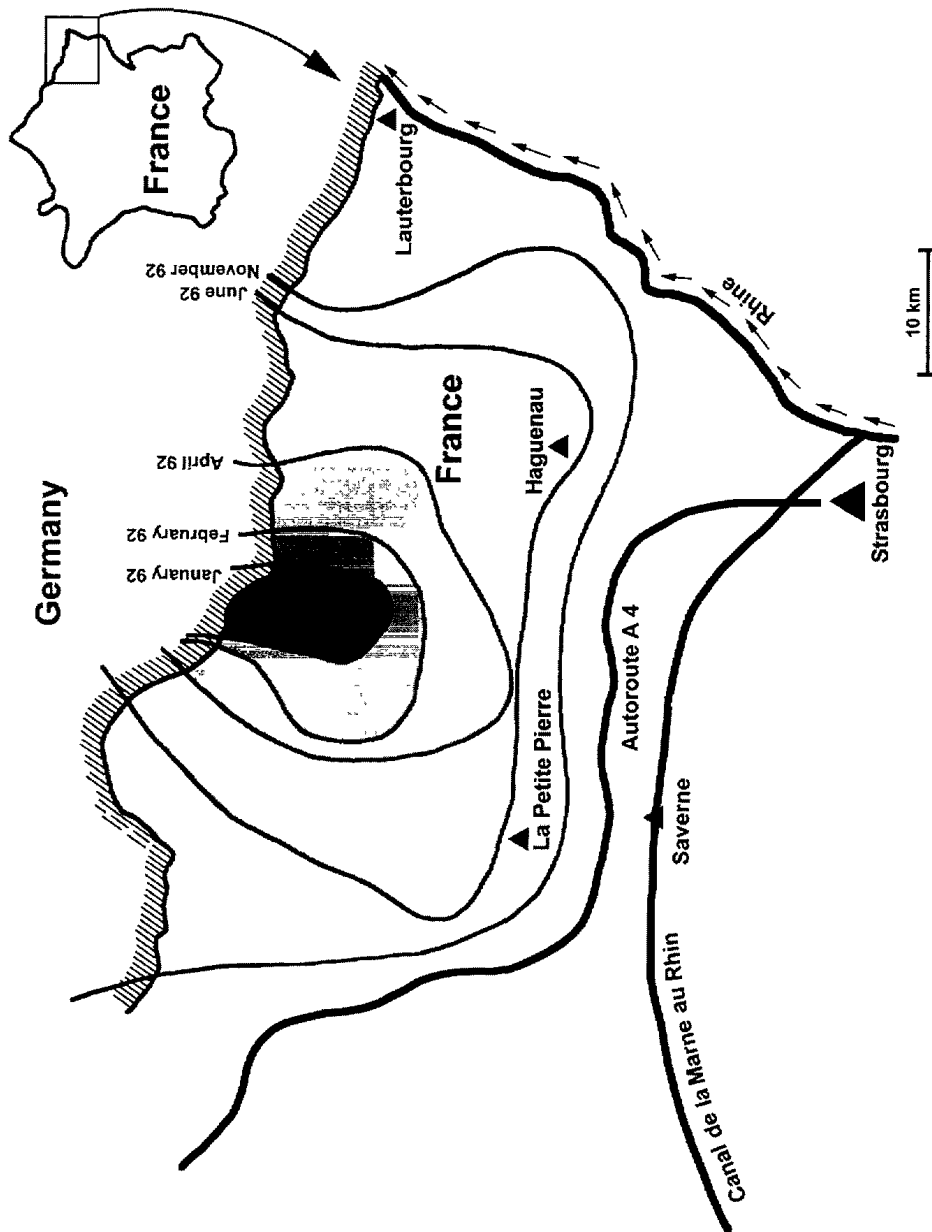 Germany
France
January 92
February 92
April 92
June 92
November 92
France
Lauterbourg
Haguenau
La Petite Pierre
Rhine
Autoroute A 4
Saverne
Strasbourg
Canal de la Marne au Rhin
10 km